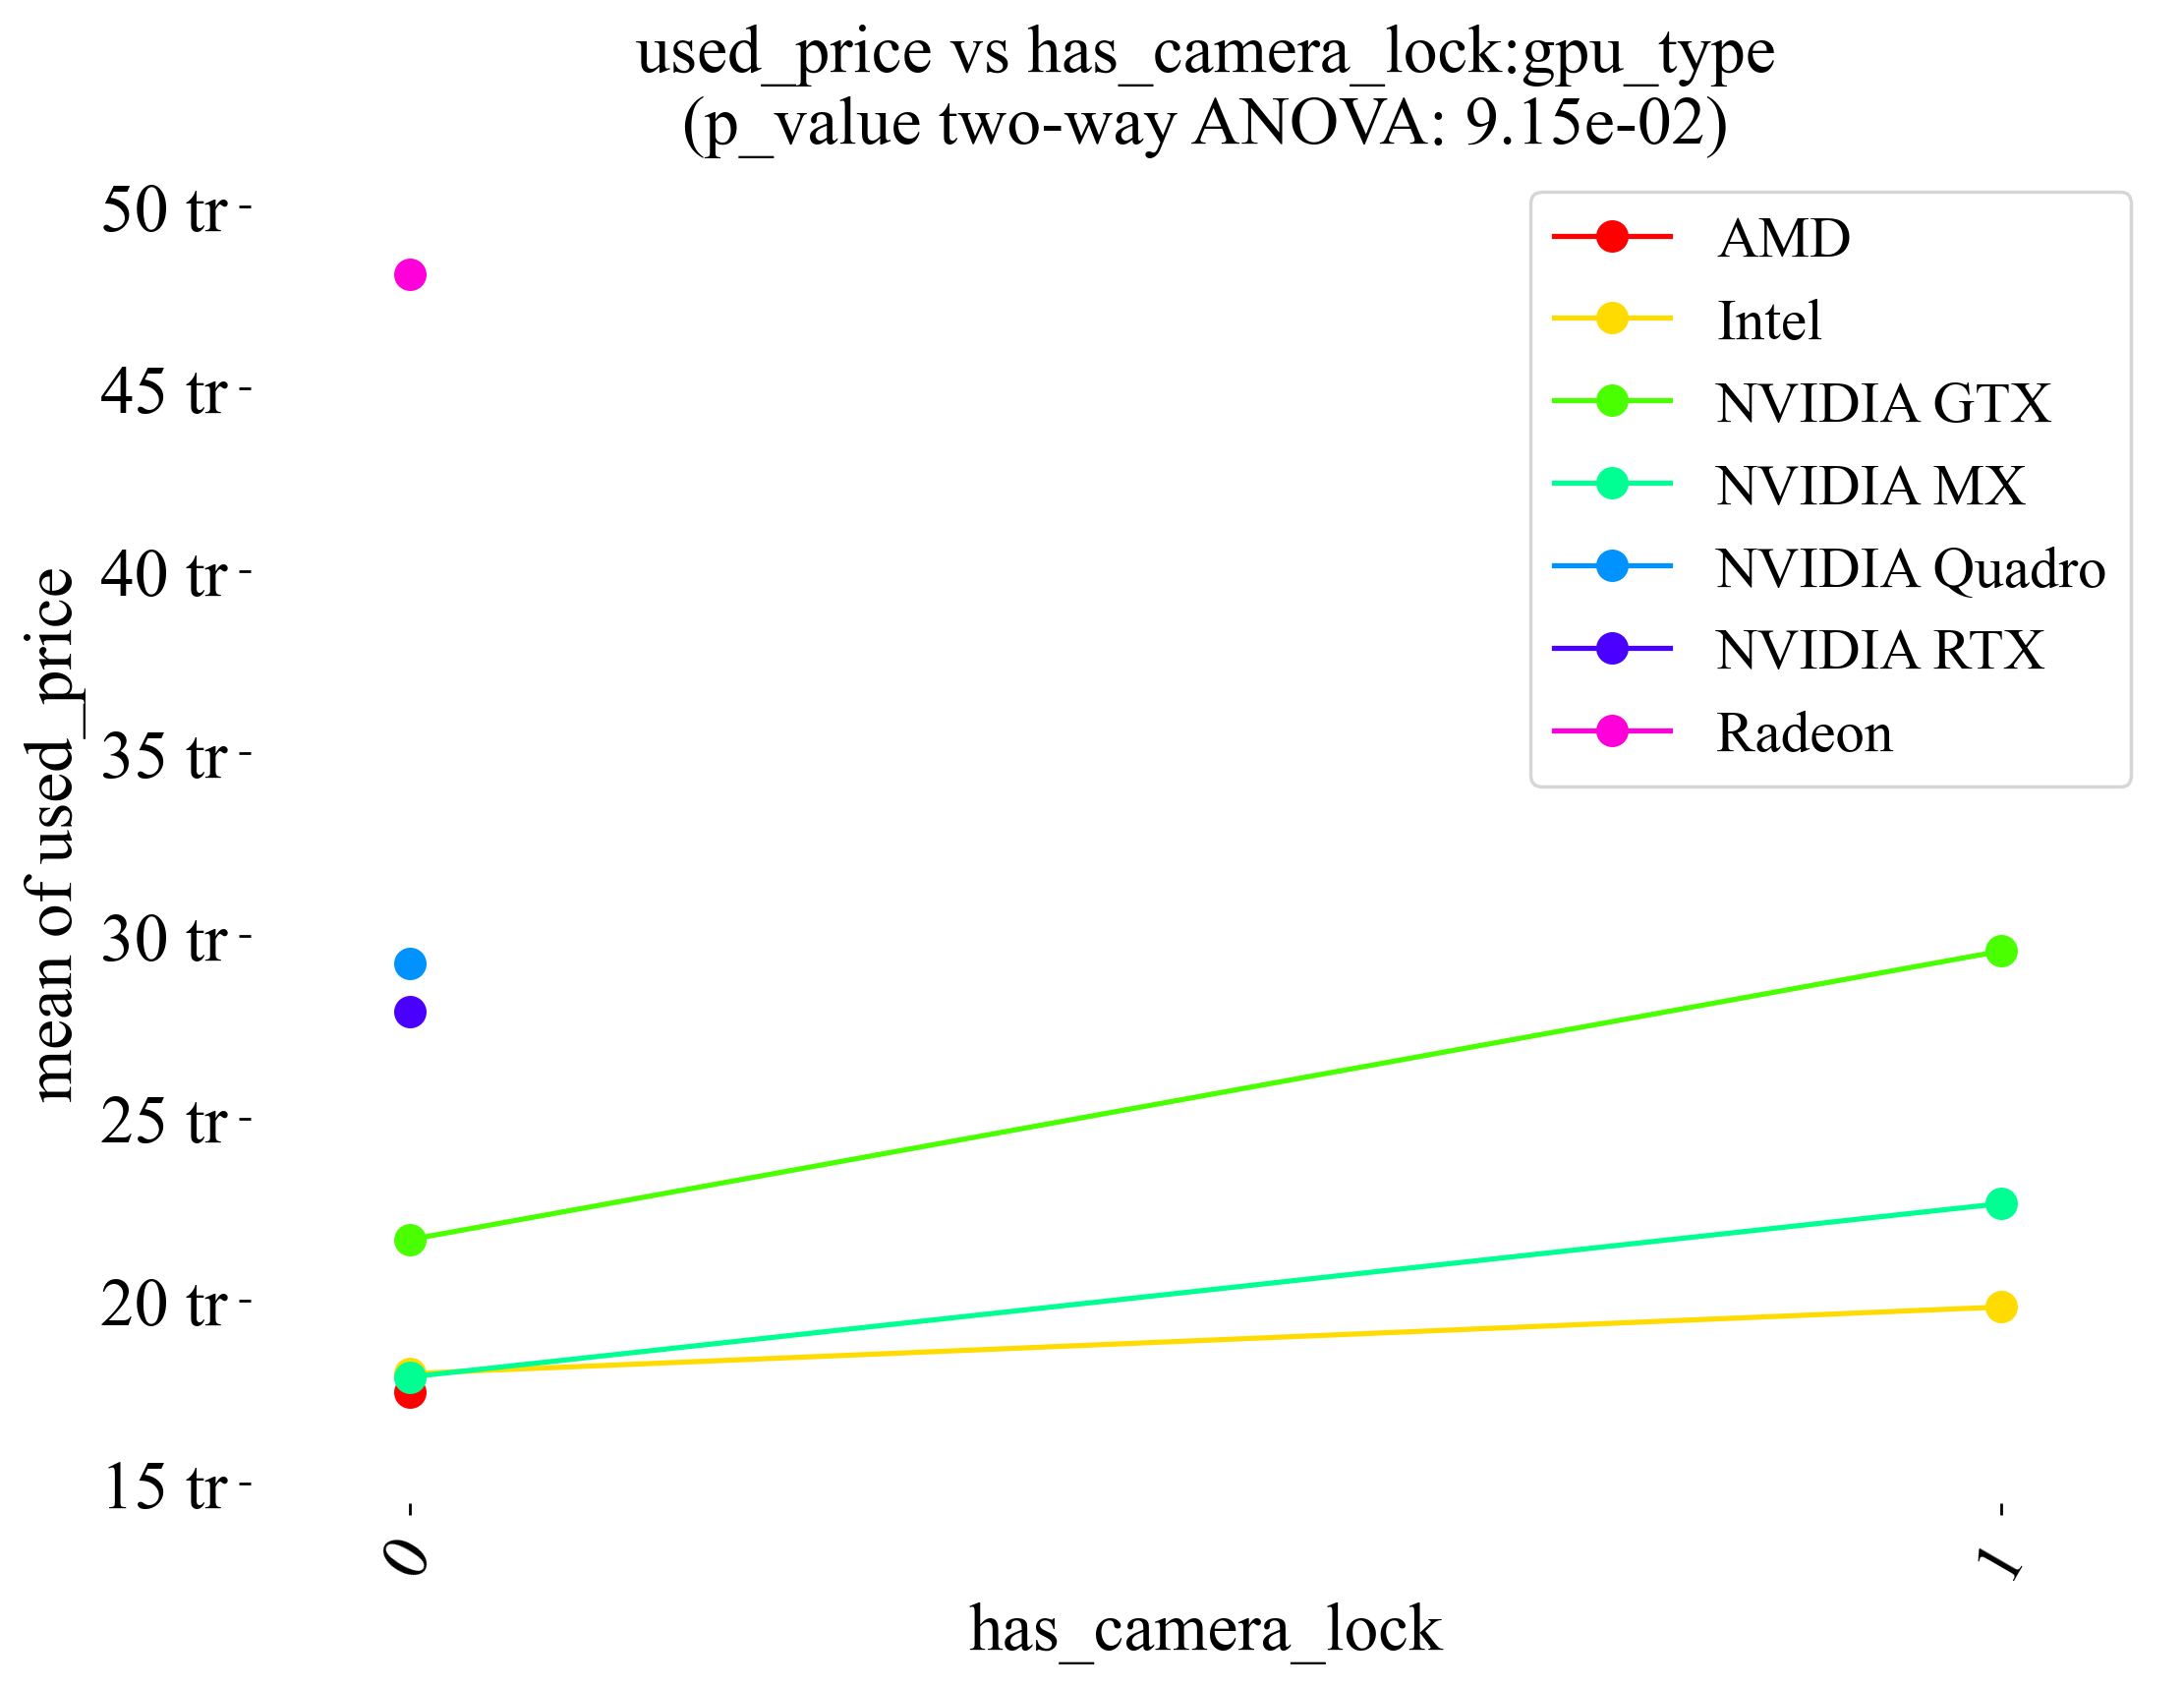 used_price vs has_camera_lock:gpu_type
(p_value two-way ANOVA: 9.15e-02)
AMD
Intel
NVIDIA GTX
NVIDIA MX
NVIDIA Quadro
NVIDIA RTX
Radeon
mean of used_price
50 tr
45 tr
40 tr
35 tr
30 tr
25 tr
20 tr
15 tr
0
1
has_camera_lock